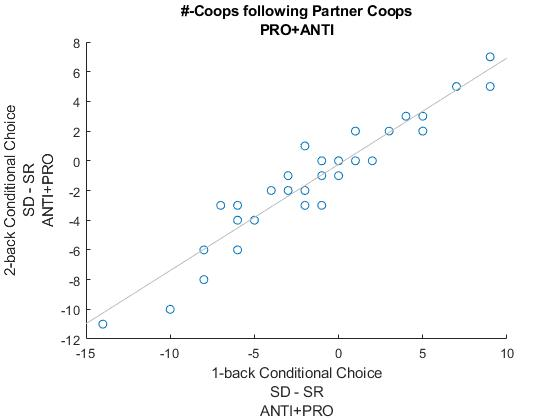 #-Coops following Partner Coops
PRO+ANTI
8
6
4
2
0
-2
-4
-6
-8
-10
-12
2-back Conditional Choice
SD - SR
ANTI+PRO
-15 -10 -5 0 5 10
1-back Conditional Choice
SD - SR
ANTI+PRO